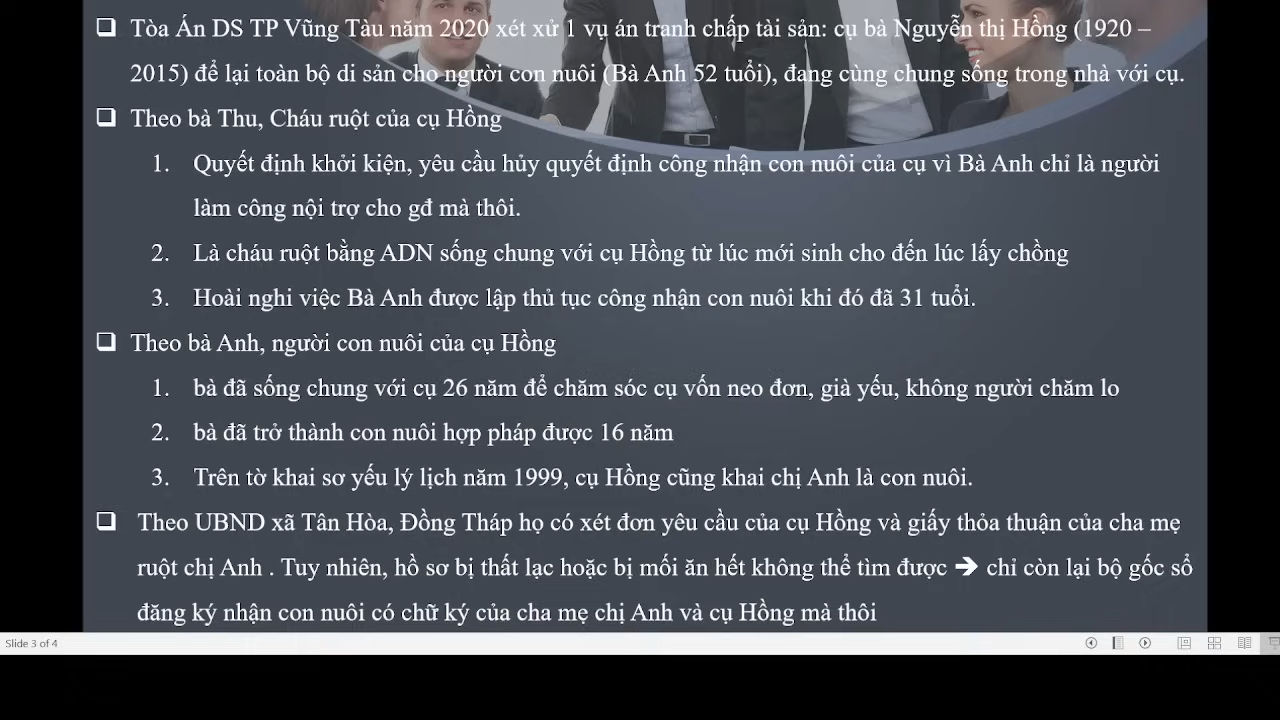 ❑ Tòa Án DS TP Vũng Tàu năm 2020 xét xử 1 vụ án tranh chấp tài sản: cụ bà Nguyễn thị Hồng (1920 –
2015) để lại toàn bộ di sản cho người con nuôi (Bà Anh 52 tuổi), đang cùng chung sống trong nhà với cụ.
❑ Theo bà Thu, Cháu ruột của cụ Hồng
1. Quyết định khởi kiện, yêu cầu hủy quyết định công nhận con nuôi của cụ vì Bà Anh chỉ là người
làm công nội trợ cho gđ mà thôi.
2. Là cháu ruột bằng ADN sống chung với cụ Hồng từ lúc mới sinh cho đến lúc lấy chồng
3. Hoài nghi việc Bà Anh được lập thủ tục công nhận con nuôi khi đó đã 31 tuổi.
❑ Theo bà Anh, người con nuôi của cụ Hồng
1. bà đã sống chung với cụ 26 năm để chăm sóc cụ vốn neo đơn, già yếu, không người chăm lo
2. bà đã trở thành con nuôi hợp pháp được 16 năm
3. Trên tờ khai sơ yếu lý lịch năm 1999, cụ Hồng cũng khai chị Anh là con nuôi.
❑ Theo UBND xã Tân Hòa, Đồng Tháp họ có xét đơn yêu cầu của cụ Hồng và giấy thỏa thuận của cha mẹ
ruột chị Anh . Tuy nhiên, hồ sơ bị thất lạc hoặc bị mối ăn hết không thể tìm được ➔ chỉ còn lại bộ gốc sổ
đăng ký nhận con nuôi có chữ ký của cha mẹ chị Anh và cụ Hồng mà thôi
Slide 3 of 4